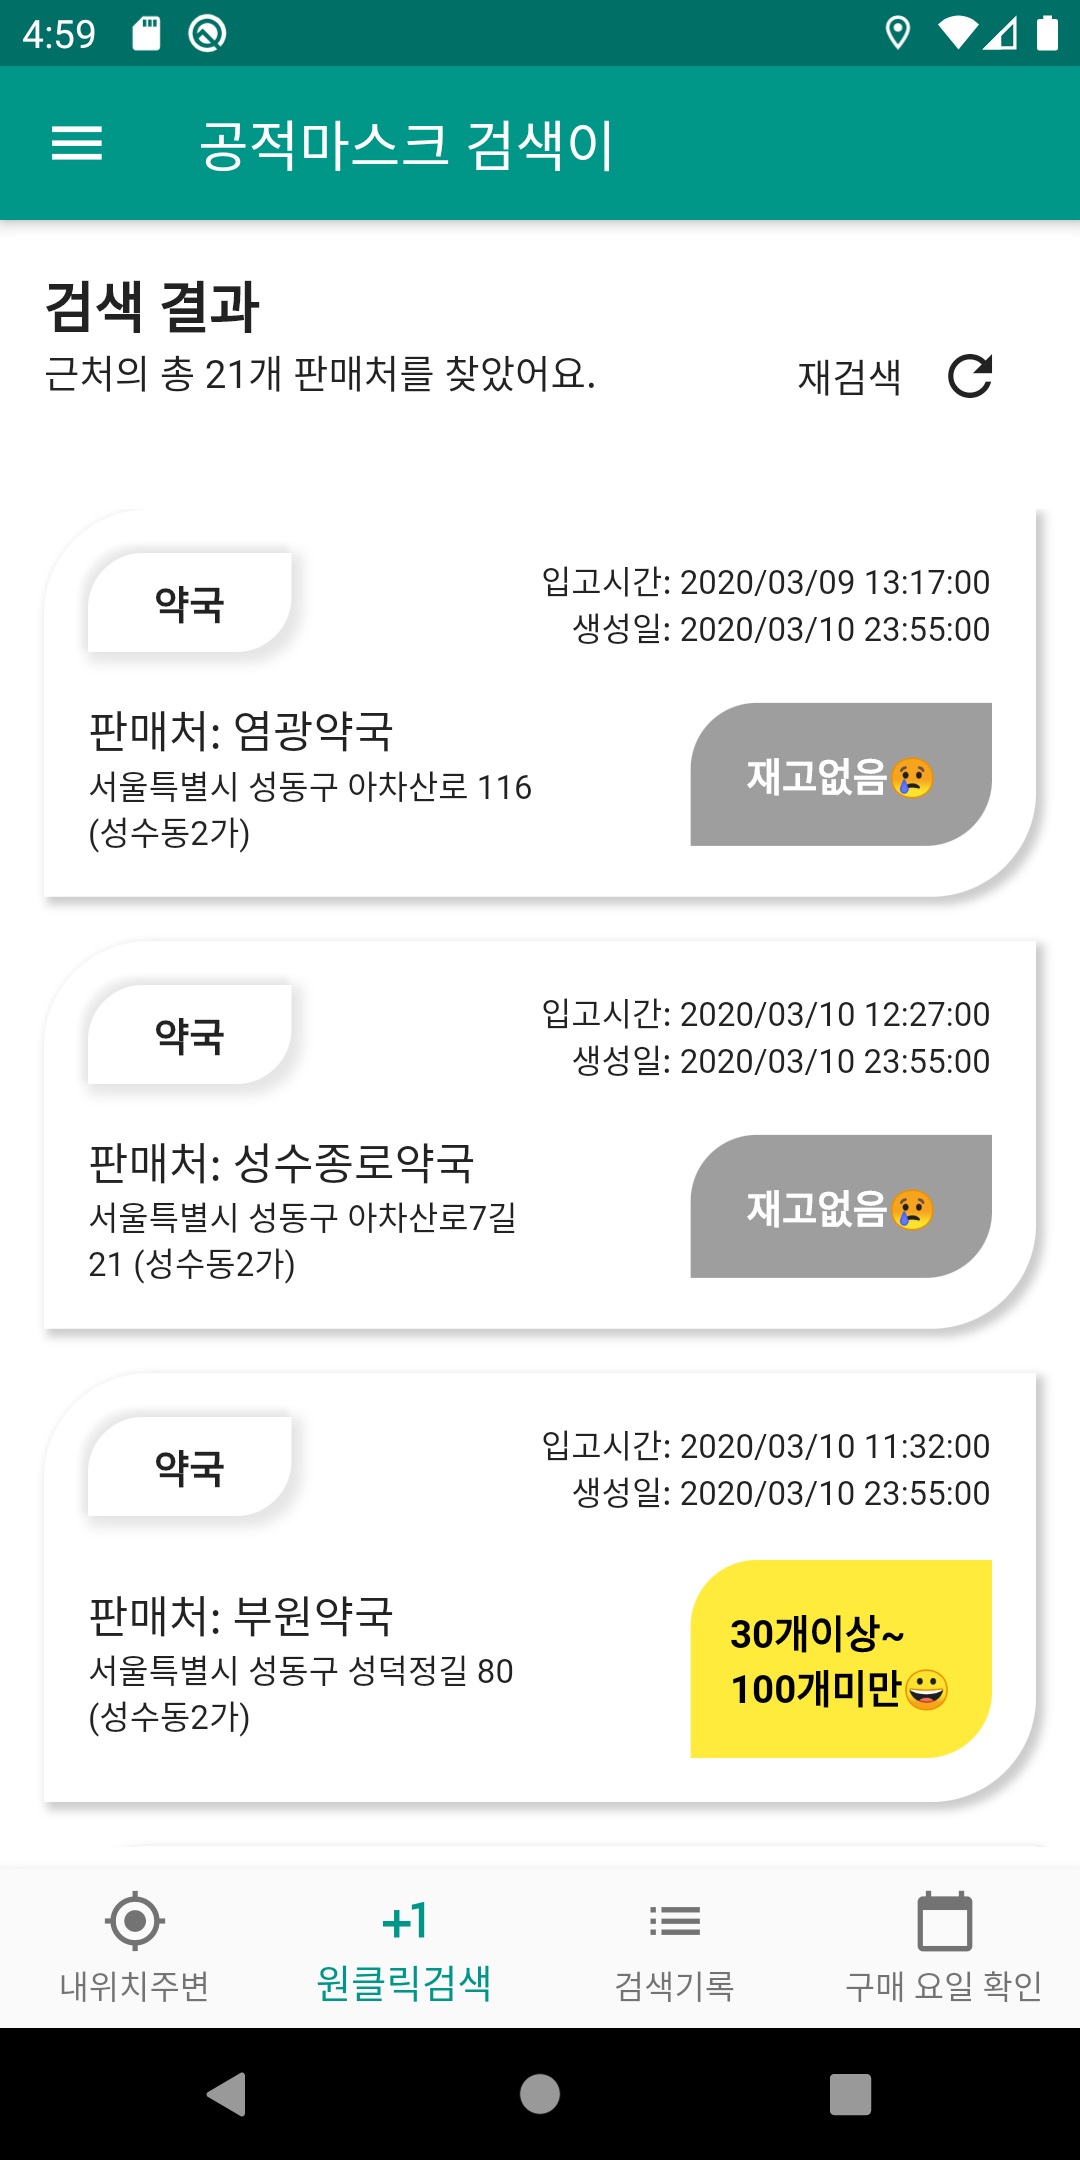 4:59
공적마스크 검색이
검색 결과
근처의 총 21개 판매처를 찾았어요.
재검색
약국
입고시간: 2020/03/09 13:17:00
생성일: 2020/03/10 23:55:00
판매처: 염광약국
서울특별시 성동구 아차산로 116
(성수동2가)
재고없음😢
약국
입고시간: 2020/03/10 12:27:00
생성일: 2020/03/10 23:55:00
판매처: 성수종로약국
서울특별시 성동구 아차산로7길
21 (성수동2가)
재고없음😢
약국
입고시간: 2020/03/10 11:32:00
생성일: 2020/03/10 23:55:00
판매처: 부원약국
서울특별시 성동구 성덕정길 80
(성수동2가)
30개이상~
100개미만😀
+1
내위치주변
원클릭검색
검색기록
구매 요일 확인